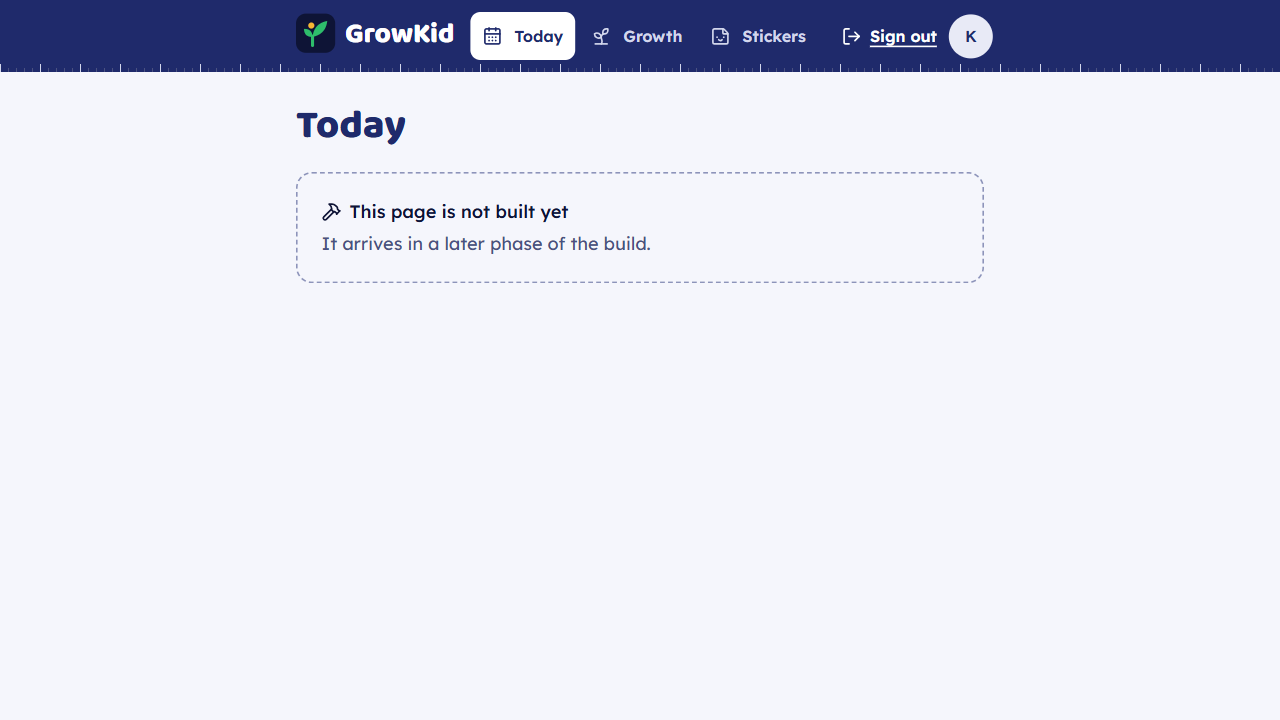 GrowKid
Today
Growth
Stickers
Sign out
K
Today
This page is not built yet
It arrives in a later phase of the build.